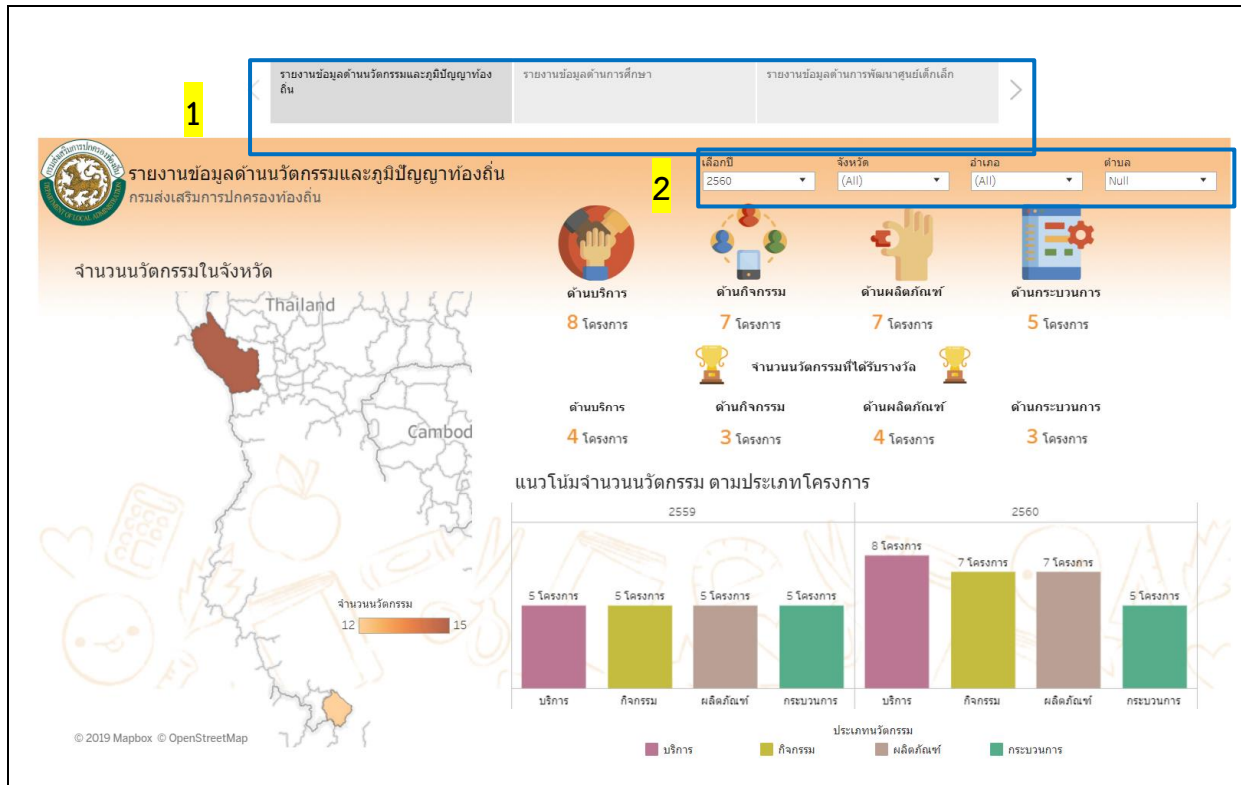 รายงานข้อมูลด้านนวัตกรรมและภูมิปัญญาท้อง
ถิ่น
รายงานข้อมูลด้านการศึกษา
รายงานข้อมูลด้านการพัฒนาศูนย์เด็กเล็ก
1
กรมส่งเสริมการปกครองท้องถิ่น
DEPARTMENT OF LOCAL ADMINISTRATION
รายงานข้อมูลด้านนวัตกรรมและภูมิปัญญาท้องถิ่น
กรมส่งเสริมการปกครองท้องถิ่น
2
เลือกปี จังหวัด อำเภอ ตำบล
2560 (All) (All) Null
จำนวนนวัตกรรมในจังหวัด
Thailand
Cambod
ด้านบริการ ด้านกิจกรรม ด้านผลิตภัณฑ์ ด้านกระบวนการ
8 โครงการ 7 โครงการ 7 โครงการ 5 โครงการ
จำนวนนวัตกรรมที่ได้รับรางวัล
ด้านบริการ ด้านกิจกรรม ด้านผลิตภัณฑ์ ด้านกระบวนการ
4 โครงการ 3 โครงการ 4 โครงการ 3 โครงการ
แนวโน้มจำนวนนวัตกรรม ตามประเภทโครงการ
2559 2560
5 โครงการ 5 โครงการ 5 โครงการ 5 โครงการ 8 โครงการ 7 โครงการ 7 โครงการ 5 โครงการ
บริการ กิจกรรม ผลิตภัณฑ์ กระบวนการ บริการ กิจกรรม ผลิตภัณฑ์ กระบวนการ
จำนวนนวัตกรรม
12 15
© 2019 Mapbox © OpenStreetMap
ประเภทนวัตกรรม
บริการ กิจกรรม ผลิตภัณฑ์ กระบวนการ